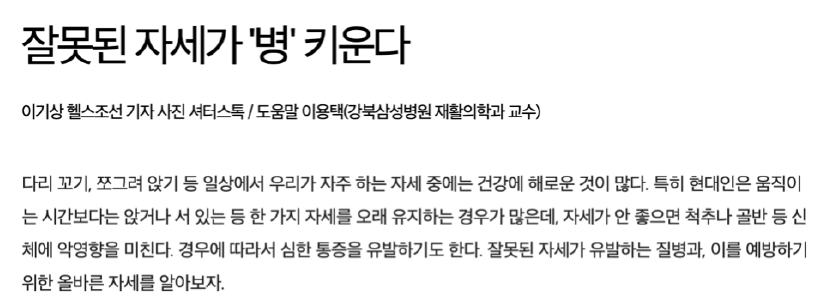 잘못된 자세가 '병' 키운다
이기상 헬스조선 기자 사진 셔터스톡 / 도움말 이용택(강북삼성병원 재활의학과 교수)
다리 꼬기, 쪼그려 앉기 등 일상에서 우리가 자주 하는 자세 중에는 건강에 해로운 것이 많다. 특히 현대인은 움직이
는 시간보다는 앉거나 서 있는 등 한 가지 자세를 오래 유지하는 경우가 많은데, 자세가 안 좋으면 척추나 골반 등 신
체에 악영향을 미친다. 경우에 따라서 심한 통증을 유발하기도 한다. 잘못된 자세가 유발하는 질병과, 이를 예방하기
위한 올바른 자세를 알아보자.